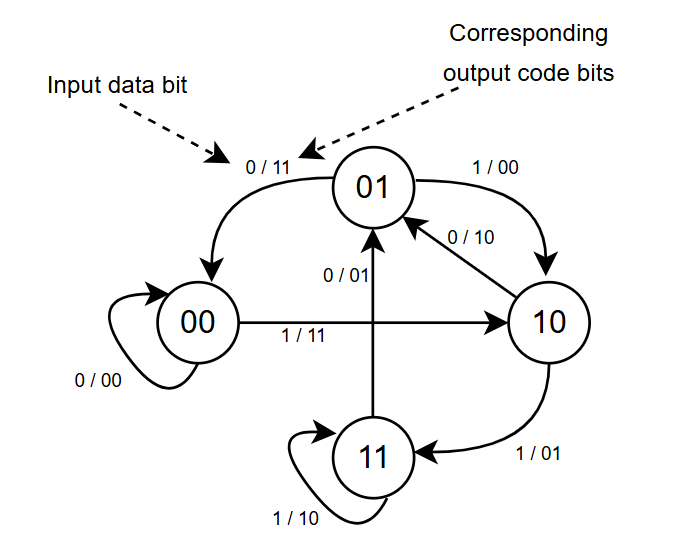 Corresponding
output code bits
Input data bit
0 / 11
1 / 00
01
0 / 10
0 / 01
00
10
1 / 11
0 / 00
11
1 / 01
1 / 10